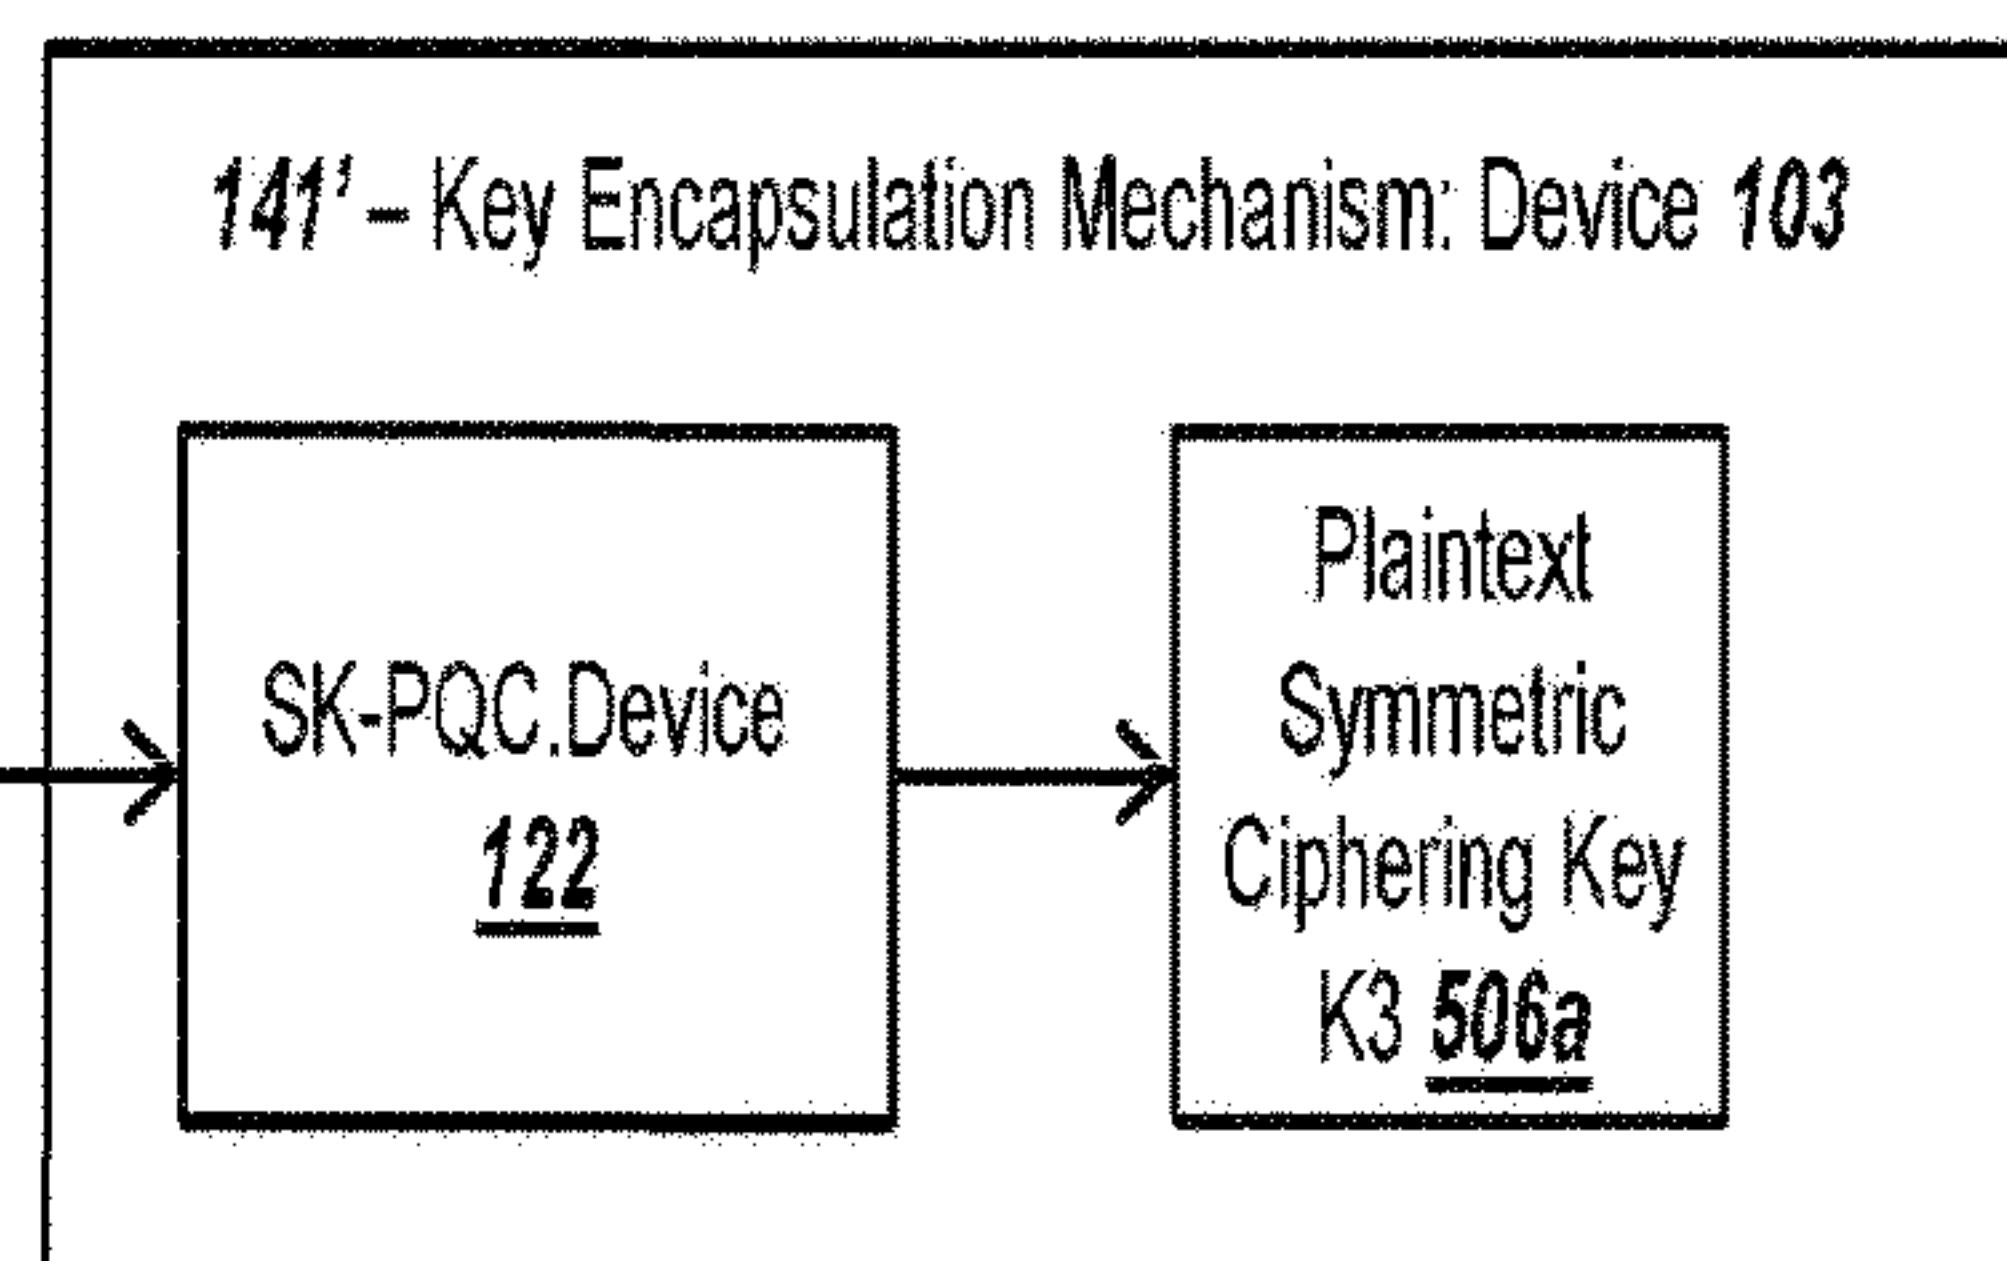 141' – Key Encapsulation Mechanism: Device 103
SK-PQC.Device
122
Plaintext
Symmetric
Ciphering Key
K3 506a